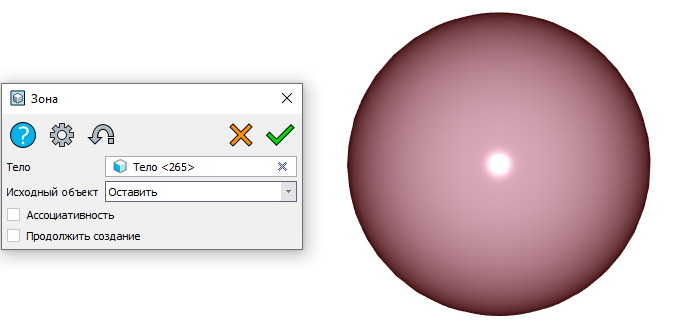 Зона
Тело Тело <265>
Исходный объект Оставить
Ассоциативность
Продолжить создание